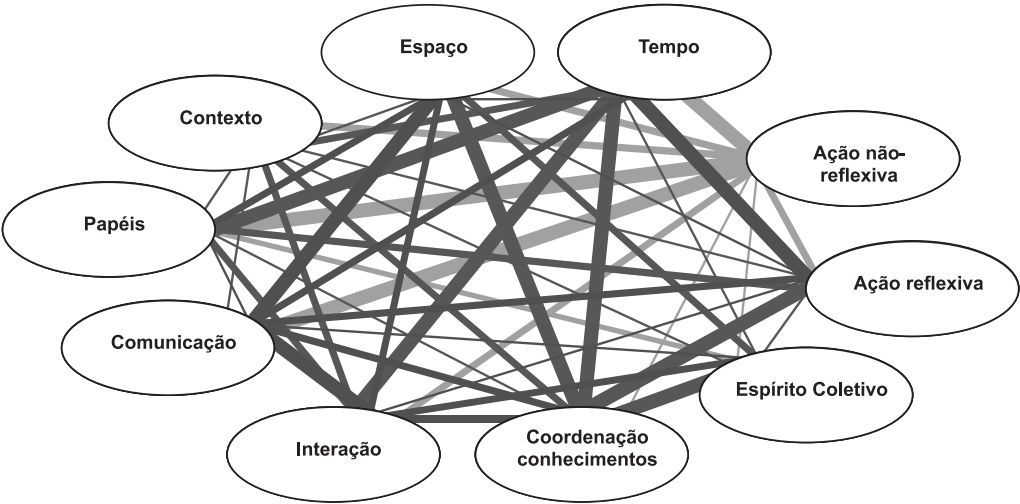 Espaço
Tempo
Contexto
Ação não-
reflexiva
Papéis
Ação reflexiva
Comunicação
Espírito Coletivo
Interação
Coordenação
conhecimentos